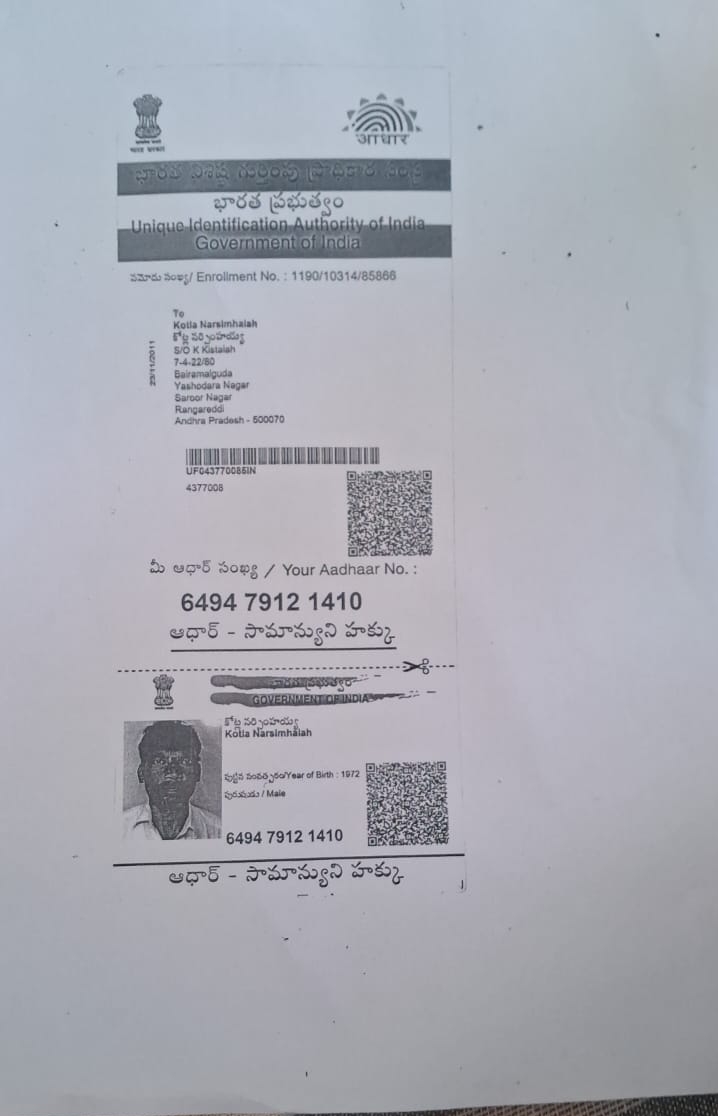 भारत सरकार
आधार
భారత విశిష్ట గుర్తింపు ప్రాధికార సంస్థ
భారత ప్రభుత్వం
Unique Identification Authority of India
Government of India
నమోదు సంఖ్య/ Enrollment No. : 1190/10314/85866
To
Kotla Narsimhaiah
కోట్ల నర్సింహయ్య
S/O K Kistaiah
7-4-22/80
Bairamalguda
Yashodara Nagar
Saroor Nagar
Rangareddi
Andhra Pradesh - 500070
23/11/2011
UF043770085IN
4377008
మీ ఆధార్ సంఖ్య / Your Aadhaar No. :
6494 7912 1410
ఆధార్ - సామాన్యుని హక్కు
భారత ప్రభుత్వం
GOVERNMENT OF INDIA
కోట్ల నర్సింహయ్య
Kotla Narsimhaiah
పుట్టిన సంవత్సరం/Year of Birth : 1972
పురుషుడు / Male
6494 7912 1410
ఆధార్ - సామాన్యుని హక్కు